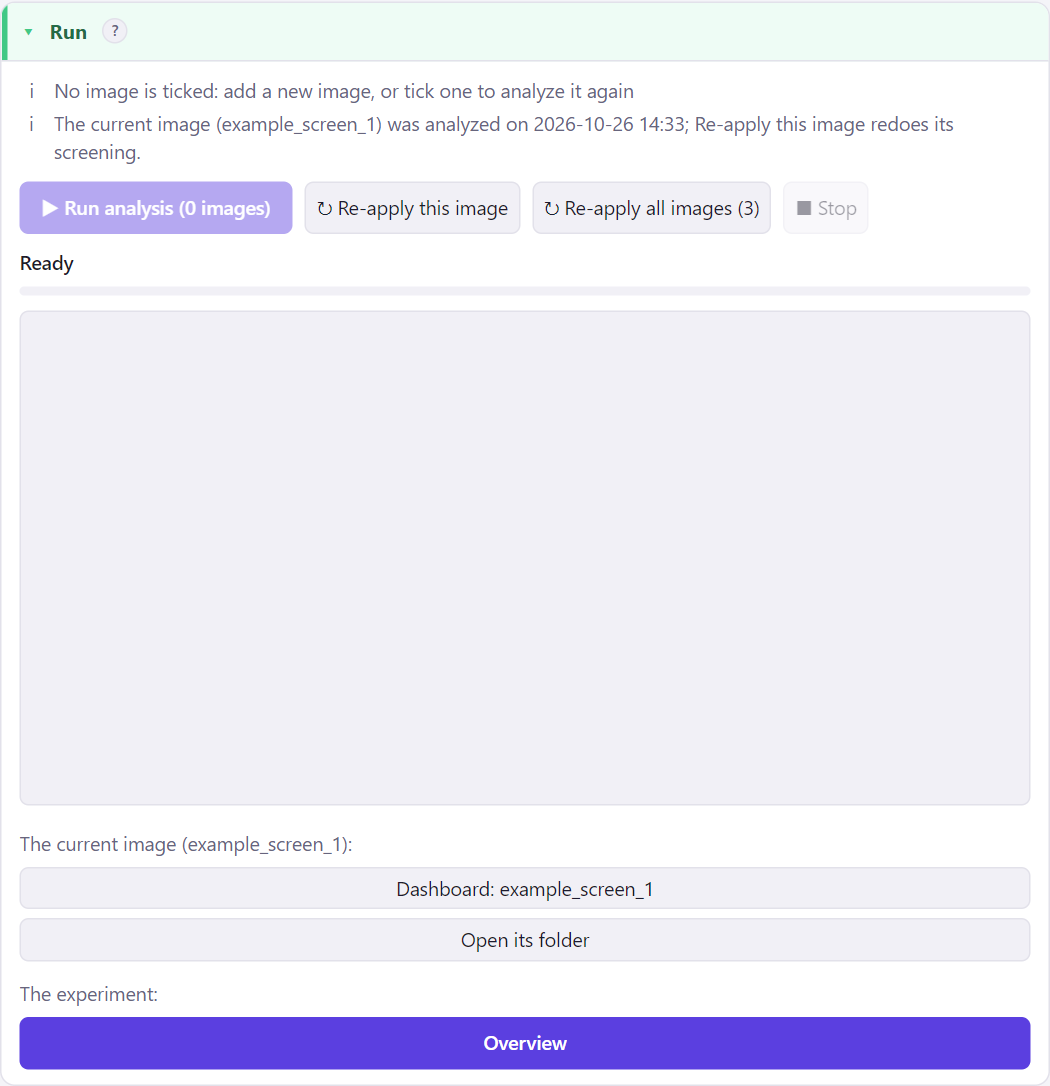 Run ?
i No image is ticked: add a new image, or tick one to analyze it again
i The current image (example_screen_1) was analyzed on 2026-10-26 14:33; Re-apply this image redoes its
screening.
▶ Run analysis (0 images) ↻ Re-apply this image ↻ Re-apply all images (3) ■ Stop
Ready
The current image (example_screen_1):
Dashboard: example_screen_1
Open its folder
The experiment:
Overview